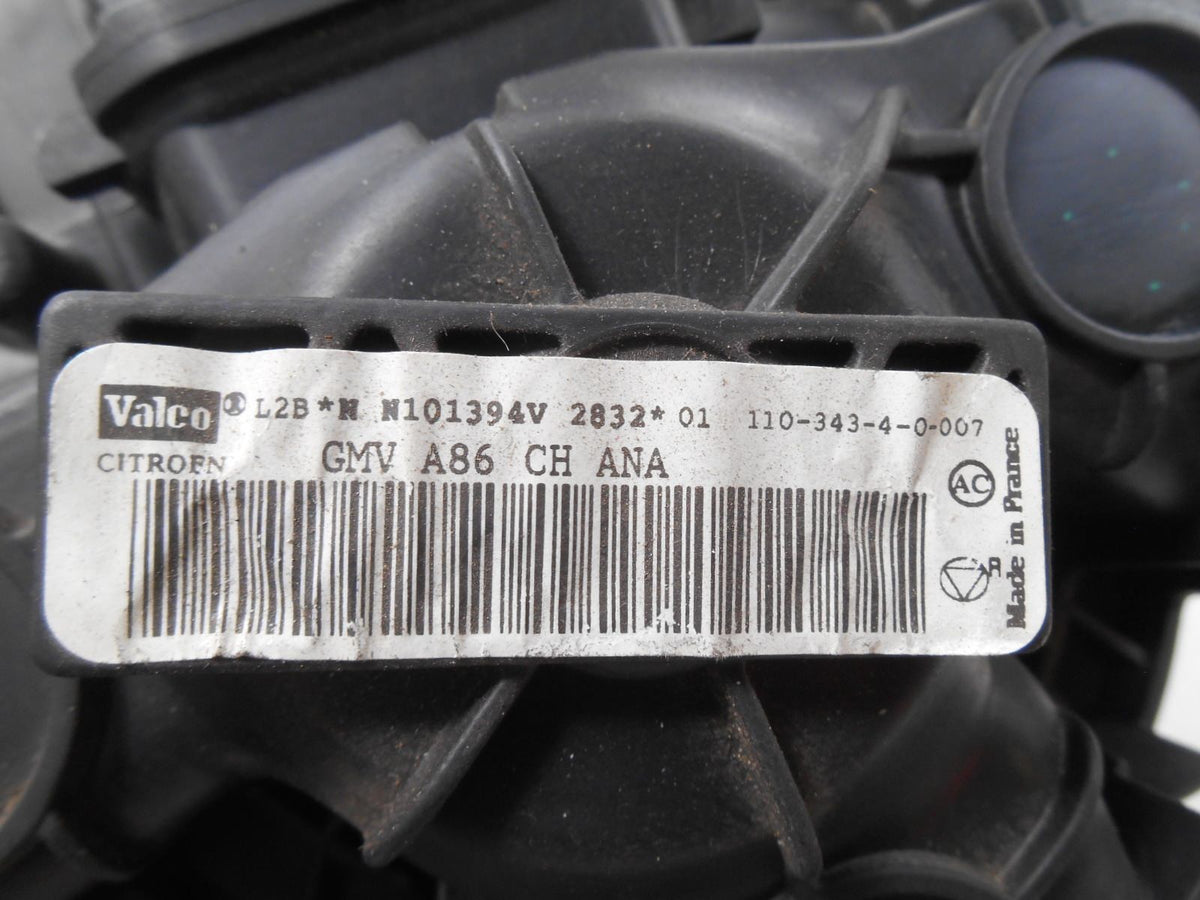 Valeo® L2B *N N101394V 2832* 01 110-343-4-0-007
CITROEN GMV A86 CH ANA
AC
R
Made in France